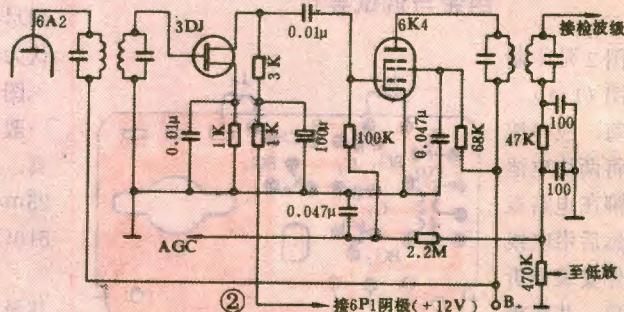 6A2
3DJ
0.01μ
6K4
接检波级
3K
0.01μ
1K
1K
100μ
100K
0.047μ
68K
47K
100
100
0.047μ
AGC
2.2M
470K
至低放
②
接6P1阴极(+12V)
B+